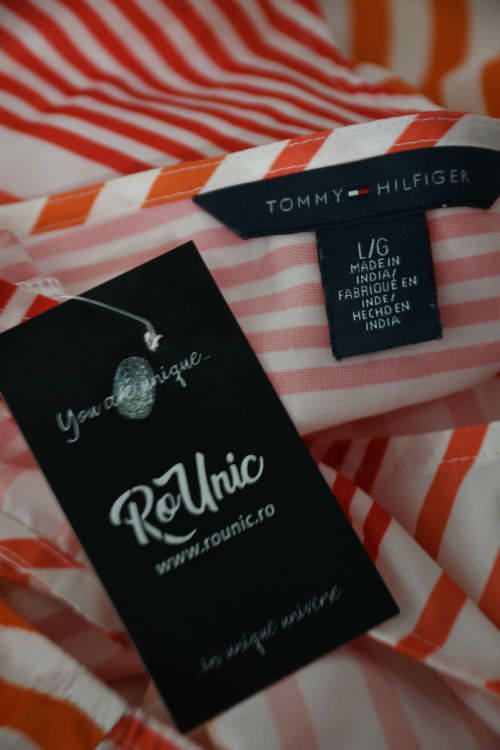 TOMMY HILFIGER
L/G
MADE IN
INDIA/
FABRIQUÉ EN
INDE/
HECHO EN
INDIA
You are unique
RoUnic
www.rounic.ro
in unique universe